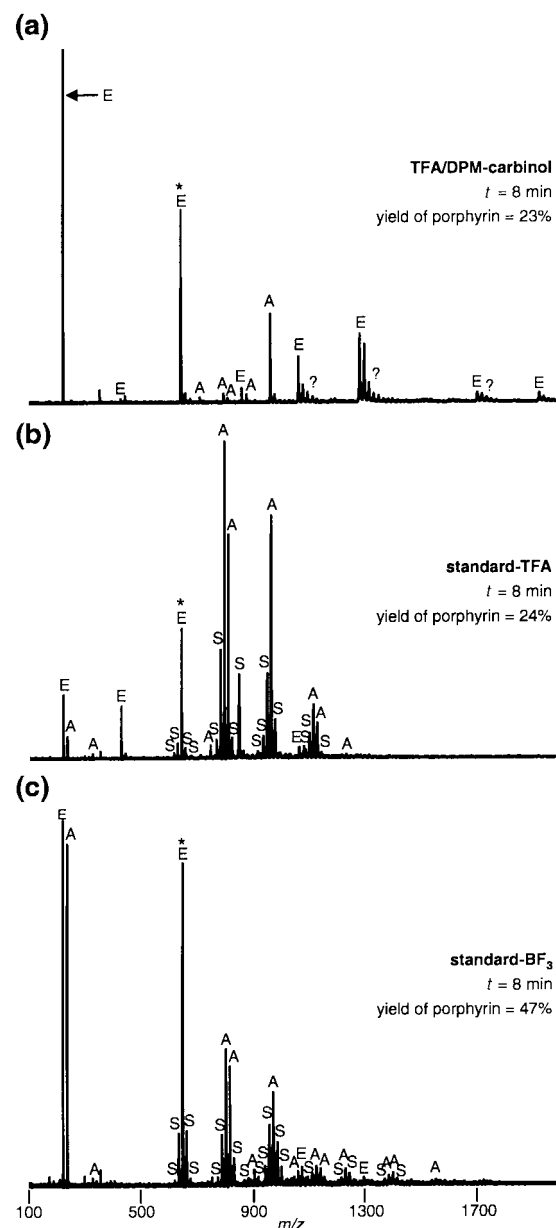 (a)
E
* E
TFA/DPM-carbinol
t = 8 min
yield of porphyrin = 23%
E A A A E A A E ? E ? E ? E
(b)
A
A
A
* E
standard-TFA
t = 8 min
yield of porphyrin = 24%
S S S
E A A E S S S A S S S S S S E S S A A S A
(c)
E A
* E
standard-BF₃
t = 8 min
yield of porphyrin = 47%
A A A
A S S S S S S S S A S S S S A E S A A S S A S E S A A S A
100 500 900 1300 1700
m/z